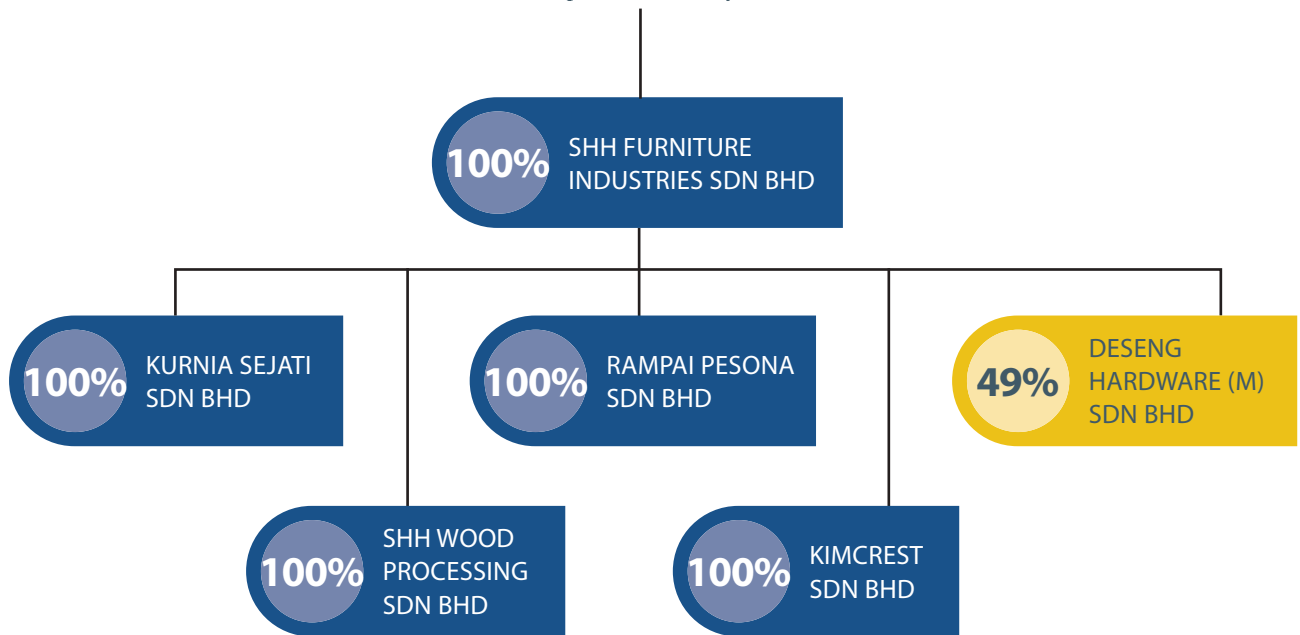 100%
SHH FURNITURE
INDUSTRIES SDN BHD
100%
KURNIA SEJATI
SDN BHD
100%
RAMPAI PESONA
SDN BHD
49%
DESENG
HARDWARE (M)
SDN BHD
100%
SHH WOOD
PROCESSING
SDN BHD
100%
KIMCREST
SDN BHD